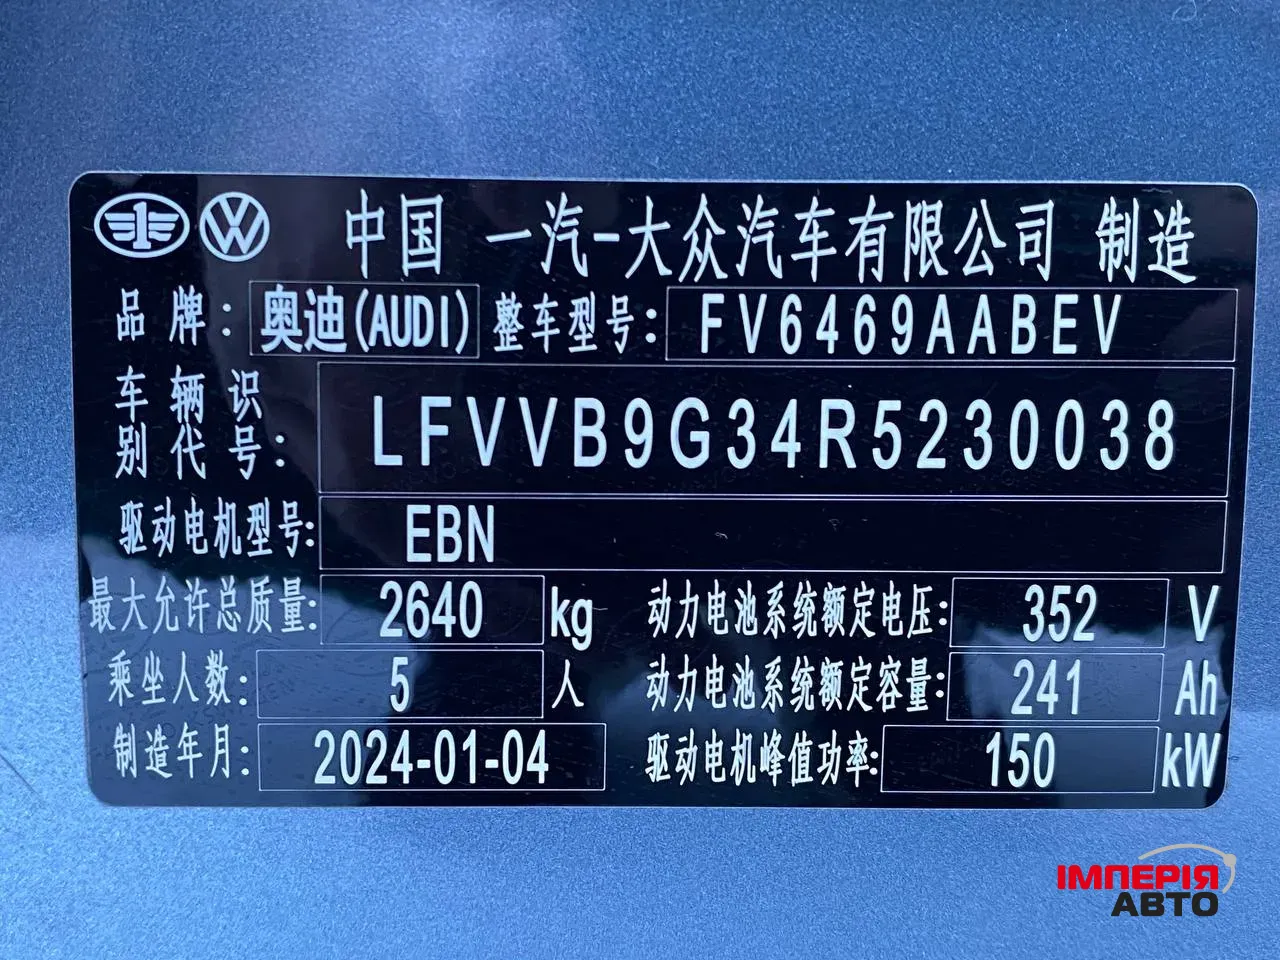 中国 一汽-大众汽车有限公司 制造
品牌: 奥迪(AUDI) 整车型号: FV6469AABEV
车辆识别代号: LFVVB9G34R5230038
驱动电机型号: EBN
最大允许总质量: 2640 kg 动力电池系统额定电压: 352 V
乘坐人数: 5 人 动力电池系统额定容量: 241 Ah
制造年月: 2024-01-04 驱动电机峰值功率: 150 kW
ІМПЕРІЯ
АВТО